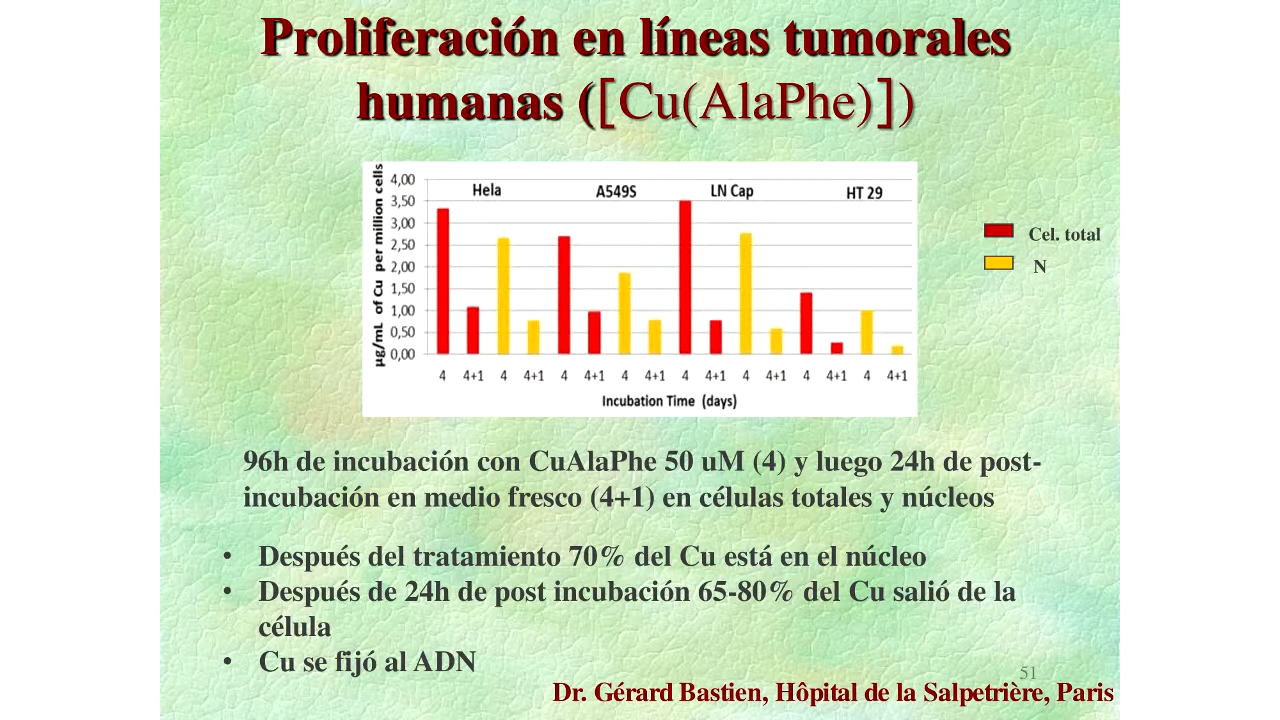 Proliferación en líneas tumorales
humanas ([Cu(AlaPhe)])
µg/mL of Cu per million cells
4,00
3,50
3,00
2,50
2,00
1,50
1,00
0,50
0,00
Hela A549S LN Cap HT 29
4 4+1 4 4+1 4 4+1 4 4+1 4 4+1 4 4+1 4 4+1 4 4+1
Incubation Time (days)
Cel. total
N
96h de incubación con CuAlaPhe 50 uM (4) y luego 24h de post-
incubación en medio fresco (4+1) en células totales y núcleos
• Después del tratamiento 70% del Cu está en el núcleo
• Después de 24h de post incubación 65-80% del Cu salió de la
célula
• Cu se fijó al ADN
51
Dr. Gérard Bastien, Hôpital de la Salpetrière, Paris